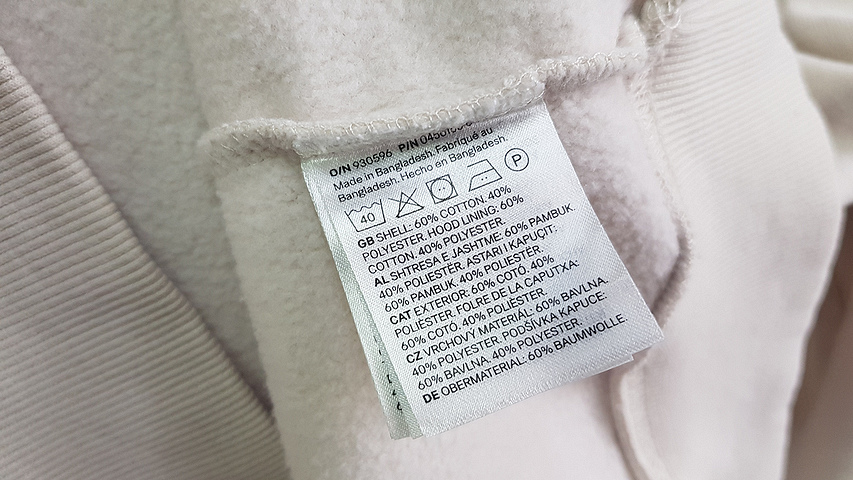 O/N 930596 P/N
Made in Bangladesh. Fabriqué au
Bangladesh. Hecho en Bangladesh.
40 P
GB SHELL: 60% COTTON. 40%
POLYESTER. HOOD LINING: 60%
COTTON. 40% POLYESTER.
AL SHTRESA E JASHTME: 60% PAMBUK.
40% POLIESTËR. ASTARI I KAPUÇIT:
60% PAMBUK. 40% POLIESTËR.
CAT EXTERIOR: 60% COTÓ. 40%
POLIÈSTER. FOLRE DE LA CAPUTXA:
60% COTÓ. 40% POLIÈSTER.
CZ VRCHOVÝ MATERIÁL: 60% BAVLNA.
40% POLYESTER. PODŠÍVKA KAPUCE:
60% BAVLNA. 40% POLYESTER.
DE OBERMATERIAL: 60% BAUMWOLLE.